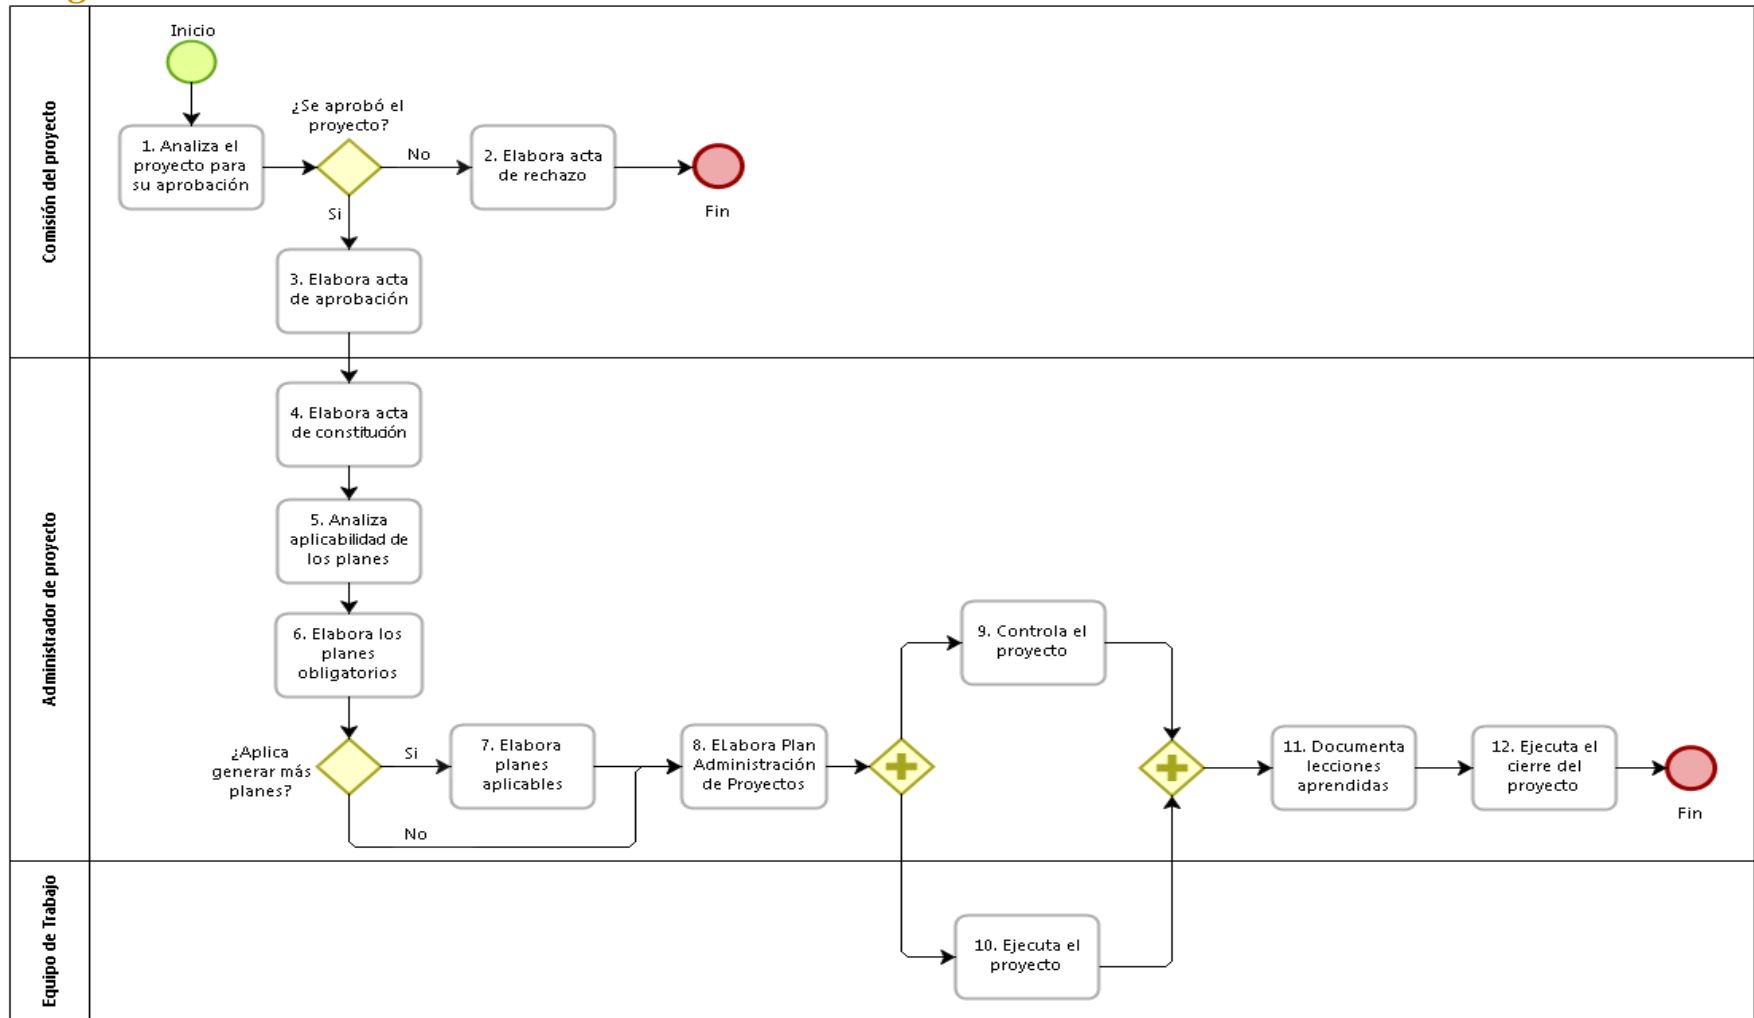 Comisión del proyecto
Inicio
¿Se aprobó el
proyecto?
1. Analiza el
proyecto para
su aprobación
No
2. Elabora acta
de rechazo
Fin
Si
3. Elabora acta
de aprobación
Administrador de proyecto
4. Elabora acta
de constitución
5. Analiza
aplicabilidad de
los planes
6. Elabora los
planes
obligatorios
¿Aplica
generar más
planes?
Si
No
7. Elabora
planes
aplicables
8. ELabora Plan
Administración
de Proyectos
9. Controla el
proyecto
11. Documenta
lecciones
aprendidas
12. Ejecuta el
cierre del
proyecto
Fin
Equipo de Trabajo
10. Ejecuta el
proyecto